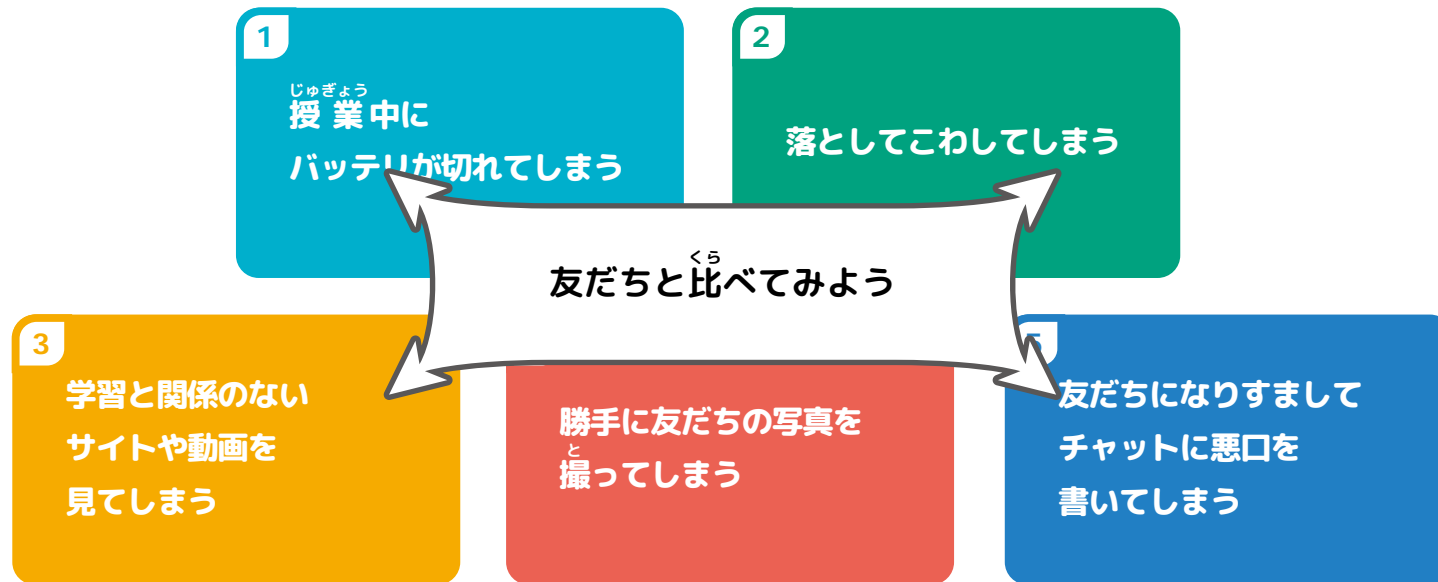 1
じゅぎょう
授業中に
バッテリが切れてしまう
2
落としてこわしてしまう
くら
友だちと比べてみよう
3
学習と関係のない
サイトや動画を
見てしまう
勝手に友だちの写真を
と
撮ってしまう
5
友だちになりすまして
チャットに悪口を
書いてしまう